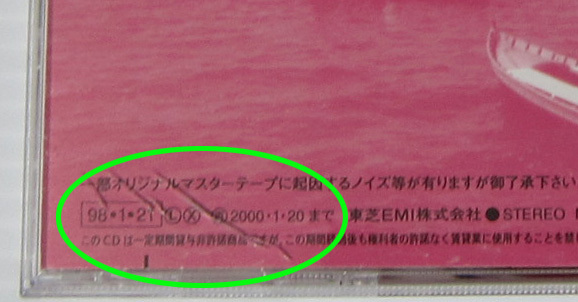 一部オリジナルマスターテープに起因するノイズ等が有りますが御了承下さい
98・1・21 Ⓛ Ⓧ 2000・1・20 まで 東芝EMI株式会社 ●STEREO
このCDは一定期間貸与非許諾商品ですが、この期間経過後も権利者の許諾なく賃貸業に使用することを禁